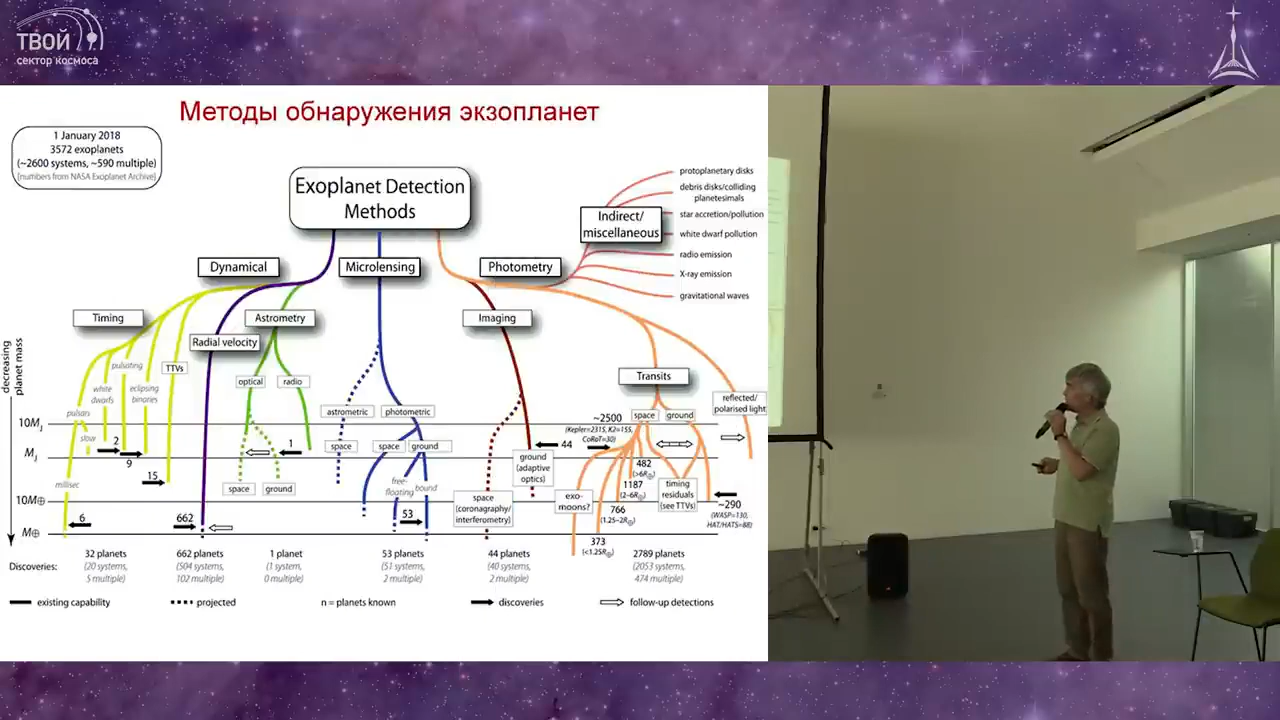 ТВОЙ
сектор космоса
Методы обнаружения экзопланет
1 January 2018
3572 exoplanets
(~2600 systems, ~590 multiple)
[numbers from NASA Exoplanet Archive]
Exoplanet Detection
Methods
Indirect/
miscellaneous
protoplanetary disks
debris disks/colliding
planetesimals
star accretion/pollution
white dwarf pollution
radio emission
X-ray emission
gravitational waves
Dynamical
Microlensing
Photometry
Timing
Astrometry
Imaging
Radial velocity
Transits
decreasing
planet mass
pulsating
TTVs
white
dwarfs
eclipsing
binaries
pulsars
slow
millisec
optical
radio
astrometric
photometric
space
ground
reflected/
polarised light
10MJ
MJ
10M⊕
M⊕
2
9
15
6
662
1
space
ground
space
space
ground
free-
floating
bound
53
44
ground
(adaptive
optics)
space
(coronagraphy/
interferometry)
~2500
(Kepler=2315, K2=155,
CoRoT=30)
exo-
moons?
482
(>6R⊕)
1187
(2–6R⊕)
766
(1.25–2R⊕)
373
(<1.25R⊕)
timing
residuals
(see TTVs)
~290
(WASP=130,
HAT/HATS=88)
Discoveries:
32 planets
(20 systems,
5 multiple)
662 planets
(504 systems,
102 multiple)
1 planet
(1 system,
0 multiple)
53 planets
(51 systems,
2 multiple)
44 planets
(40 systems,
2 multiple)
2789 planets
(2053 systems,
474 multiple)
existing capability
projected
n = planets known
discoveries
follow-up detections